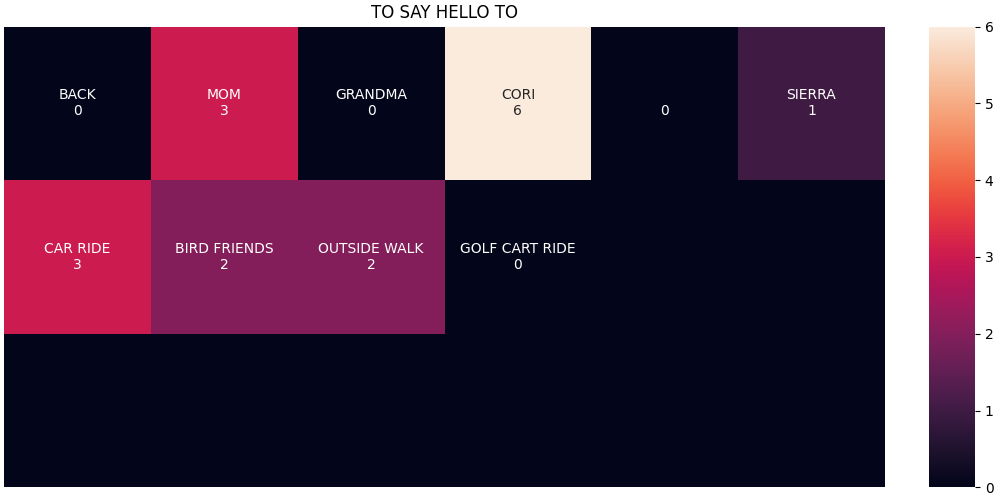 TO SAY HELLO TO
BACK
0
MOM
3
GRANDMA
0
CORI
6
0
SIERRA
1
CAR RIDE
3
BIRD FRIENDS
2
OUTSIDE WALK
2
GOLF CART RIDE
0
6
5
4
3
2
1
0